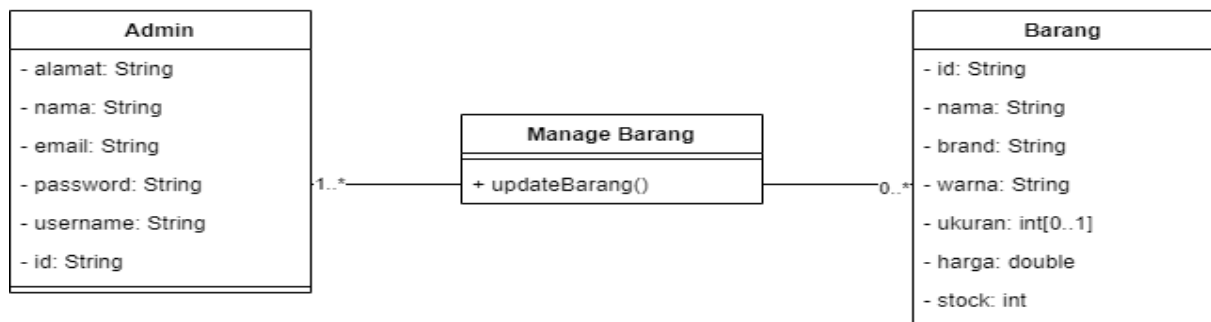 Admin
- alamat: String
- nama: String
- email: String
- password: String
- username: String
- id: String
1..*
Manage Barang
+ updateBarang()
0..*
Barang
- id: String
- nama: String
- brand: String
- warna: String
- ukuran: int[0..1]
- harga: double
- stock: int